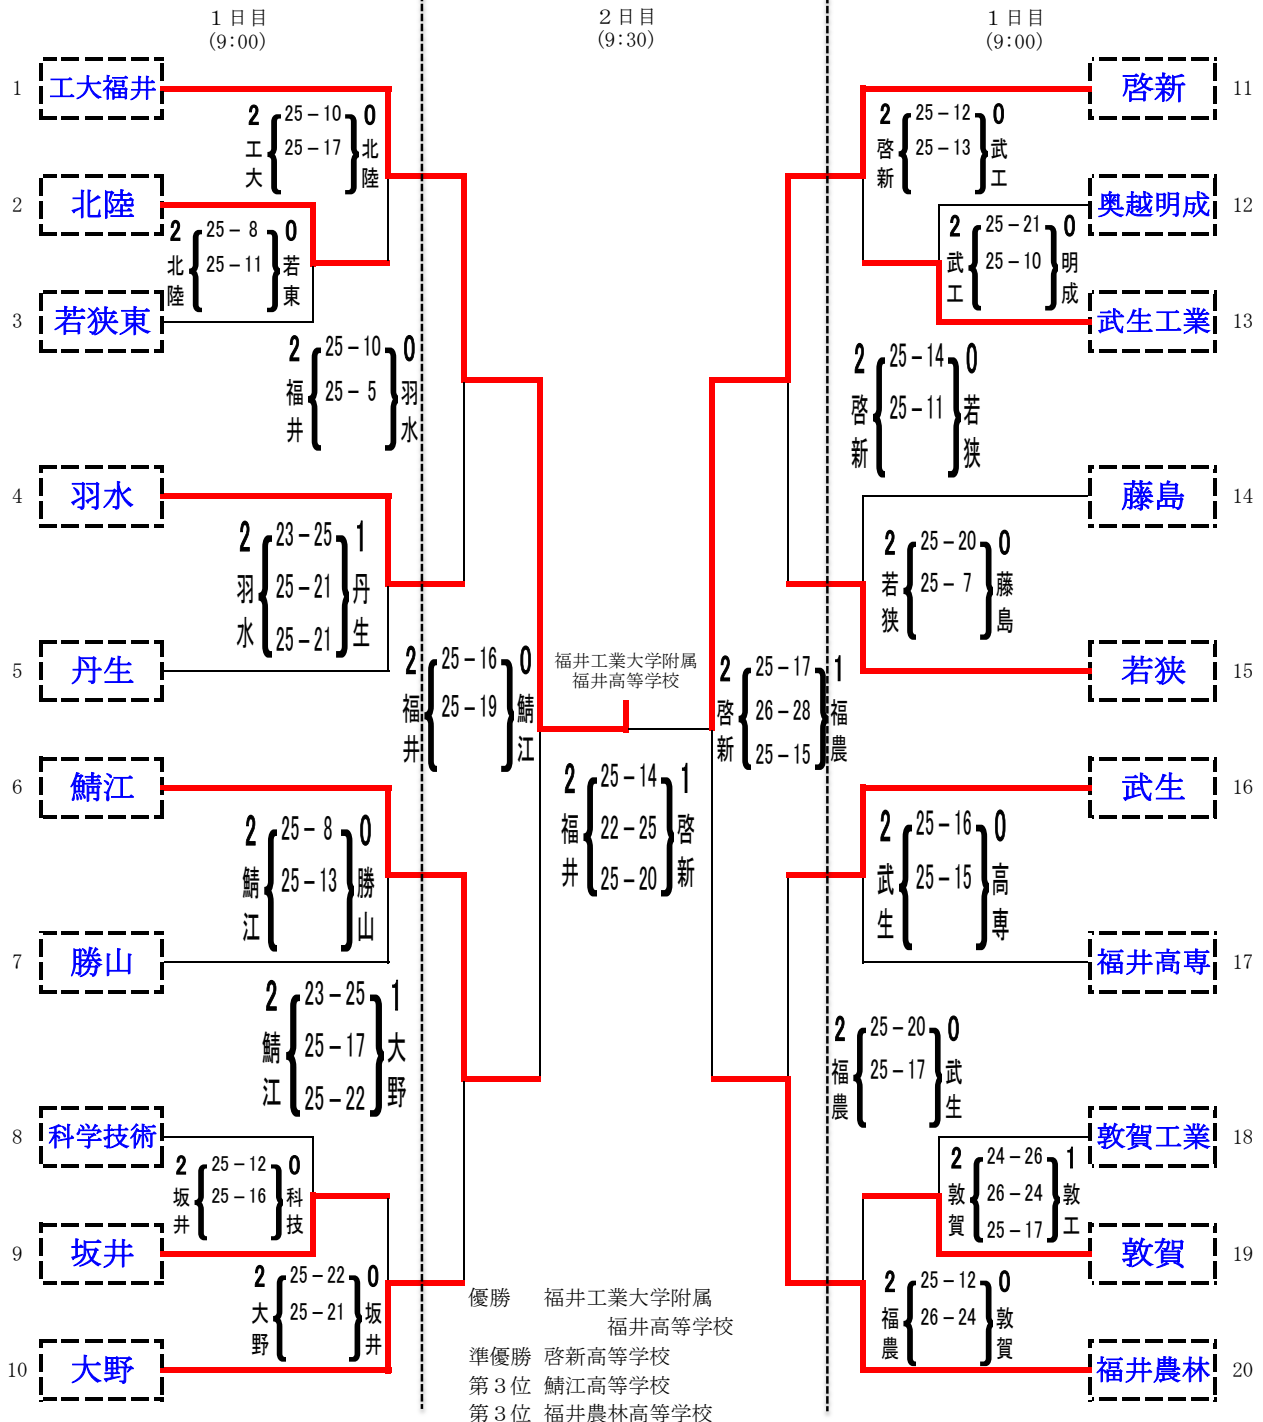 1日目
(9:00)
2日目
(9:30)
1日目
(9:00)
1 工大福井
2 北陸
3 若狭東
4 羽水
5 丹生
6 鯖江
7 勝山
8 科学技術
9 坂井
10 大野
啓新 11
奥越明成 12
武生工業 13
藤島 14
若狭 15
武生 16
福井高専 17
敦賀工業 18
敦賀 19
福井農林 20
2 25-10 0
工大 25-17 北陸
2 25-8 0
北陸 25-11 若東
2 25-10 0
福井 25-5 羽水
2 23-25 1
羽水 25-21 丹生
25-21
2 25-16 0
福井 25-19 鯖江
2 25-8 0
鯖江 25-13 勝山
2 23-25 1
鯖江 25-17 大野
25-22
2 25-12 0
坂井 25-16 科技
2 25-22 0
大野 25-21 坂井
福井工業大学附属
福井高等学校
2 25-14 1
福井 22-25 啓新
25-20
2 25-12 0
啓新 25-13 武工
2 25-21 0
武工 25-10 明成
2 25-14 0
啓新 25-11 若狭
2 25-20 0
若狭 25-7 藤島
2 25-17 1
啓新 26-28 福農
25-15
2 25-16 0
武生 25-15 高専
2 25-20 0
福農 25-17 武生
2 24-26 1
敦賀 26-24 敦工
25-17
2 25-12 0
福農 26-24 敦賀
優勝 福井工業大学附属
福井高等学校
準優勝 啓新高等学校
第3位 鯖江高等学校
第3位 福井農林高等学校